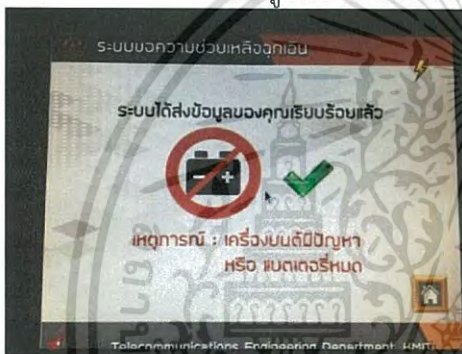 ระบบขอความช่วยเหลือฉุกเฉิน
ระบบได้ส่งข้อมูลของคุณเรียบร้อยแล้ว
เหตุการณ์ : เครื่องยนต์มีปัญหา
หรือ แบตเตอรี่หมด
Telecommunications Engineering Department, KMITL